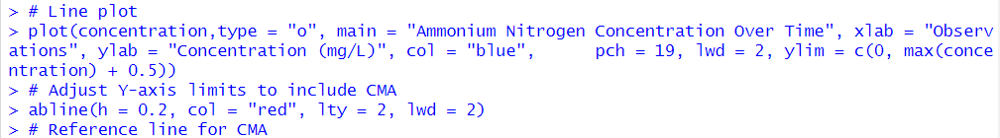 > # Line plot
> plot(concentration,type = "o", main = "Ammonium Nitrogen Concentration Over Time", xlab = "Observ
ations", ylab = "Concentration (mg/L)", col = "blue",      pch = 19, lwd = 2, ylim = c(0, max(conce
ntration) + 0.5))
> # Adjust Y-axis limits to include CMA
> abline(h = 0.2, col = "red", lty = 2, lwd = 2)
> # Reference line for CMA